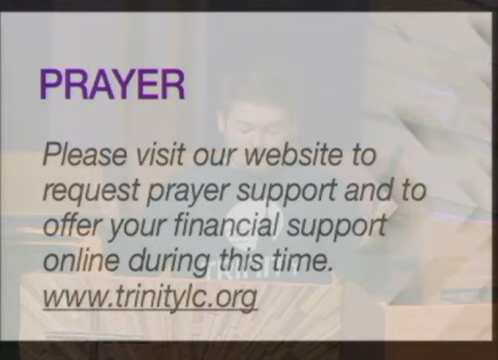 PRAYER
Please visit our website to
request prayer support and to
offer your financial support
online during this time.
www.trinitylc.org